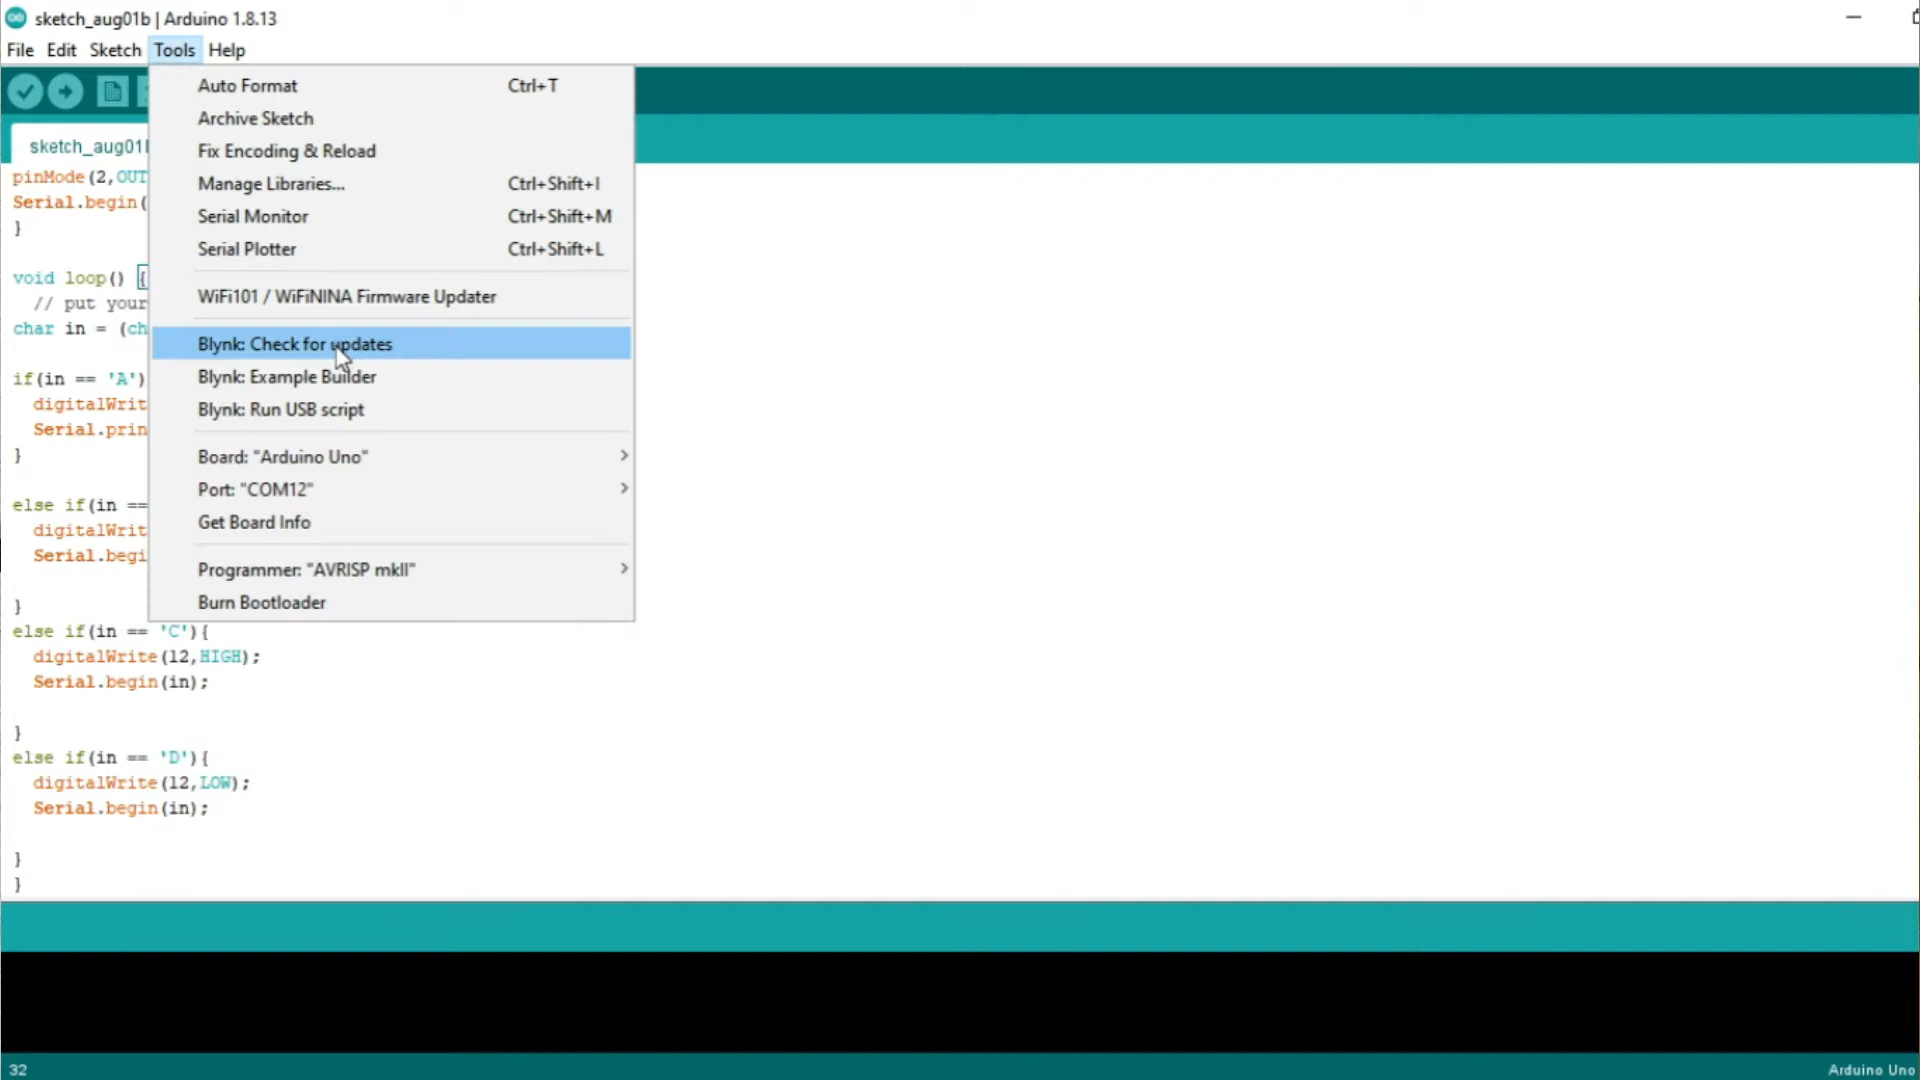 sketch_aug01b | Arduino 1.8.13
File Edit Sketch Tools Help
Auto Format Ctrl+T
Archive Sketch
Fix Encoding & Reload
Manage Libraries... Ctrl+Shift+I
Serial Monitor Ctrl+Shift+M
Serial Plotter Ctrl+Shift+L
WiFi101 / WiFiNINA Firmware Updater
Blynk: Check for updates
Blynk: Example Builder
Blynk: Run USB script
Board: "Arduino Uno"
Port: "COM12"
Get Board Info
Programmer: "AVRISP mkII"
Burn Bootloader
sketch_aug01
pinMode(2,OUT
Serial.begin(
}
void loop() {
// put your
char in = (ch
if(in == 'A')
digitalWrit
Serial.prin
}
else if(in ==
digitalWrit
Serial.begi
}
else if(in == 'C'){
digitalWrite(12,HIGH);
Serial.begin(in);
}
else if(in == 'D'){
digitalWrite(12,LOW);
Serial.begin(in);
}
}
32
Arduino Uno